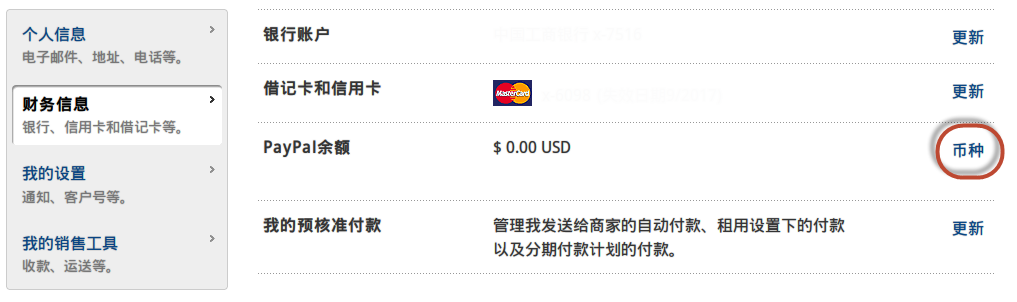 个人信息
电子邮件、地址、电话等。
财务信息
银行、信用卡和借记卡等。
我的设置
通知、客户号等。
我的销售工具
收款、运送等。
银行账户
更新
借记卡和信用卡
MasterCard
更新
PayPal余额
$ 0.00 USD
币种
我的预核准付款
管理我发送给商家的自动付款、租用设置下的付款
以及分期付款计划的付款。
更新